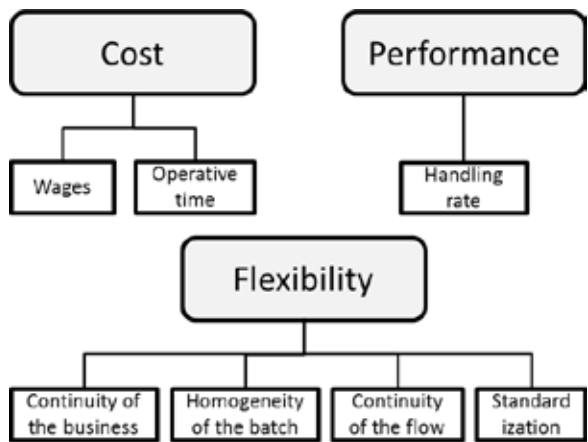 Cost
Performance
Wages
Operative
time
Handling
rate
Flexibility
Continuity of
the business
Homogeneity
of the batch
Continuity
of the flow
Standard
ization